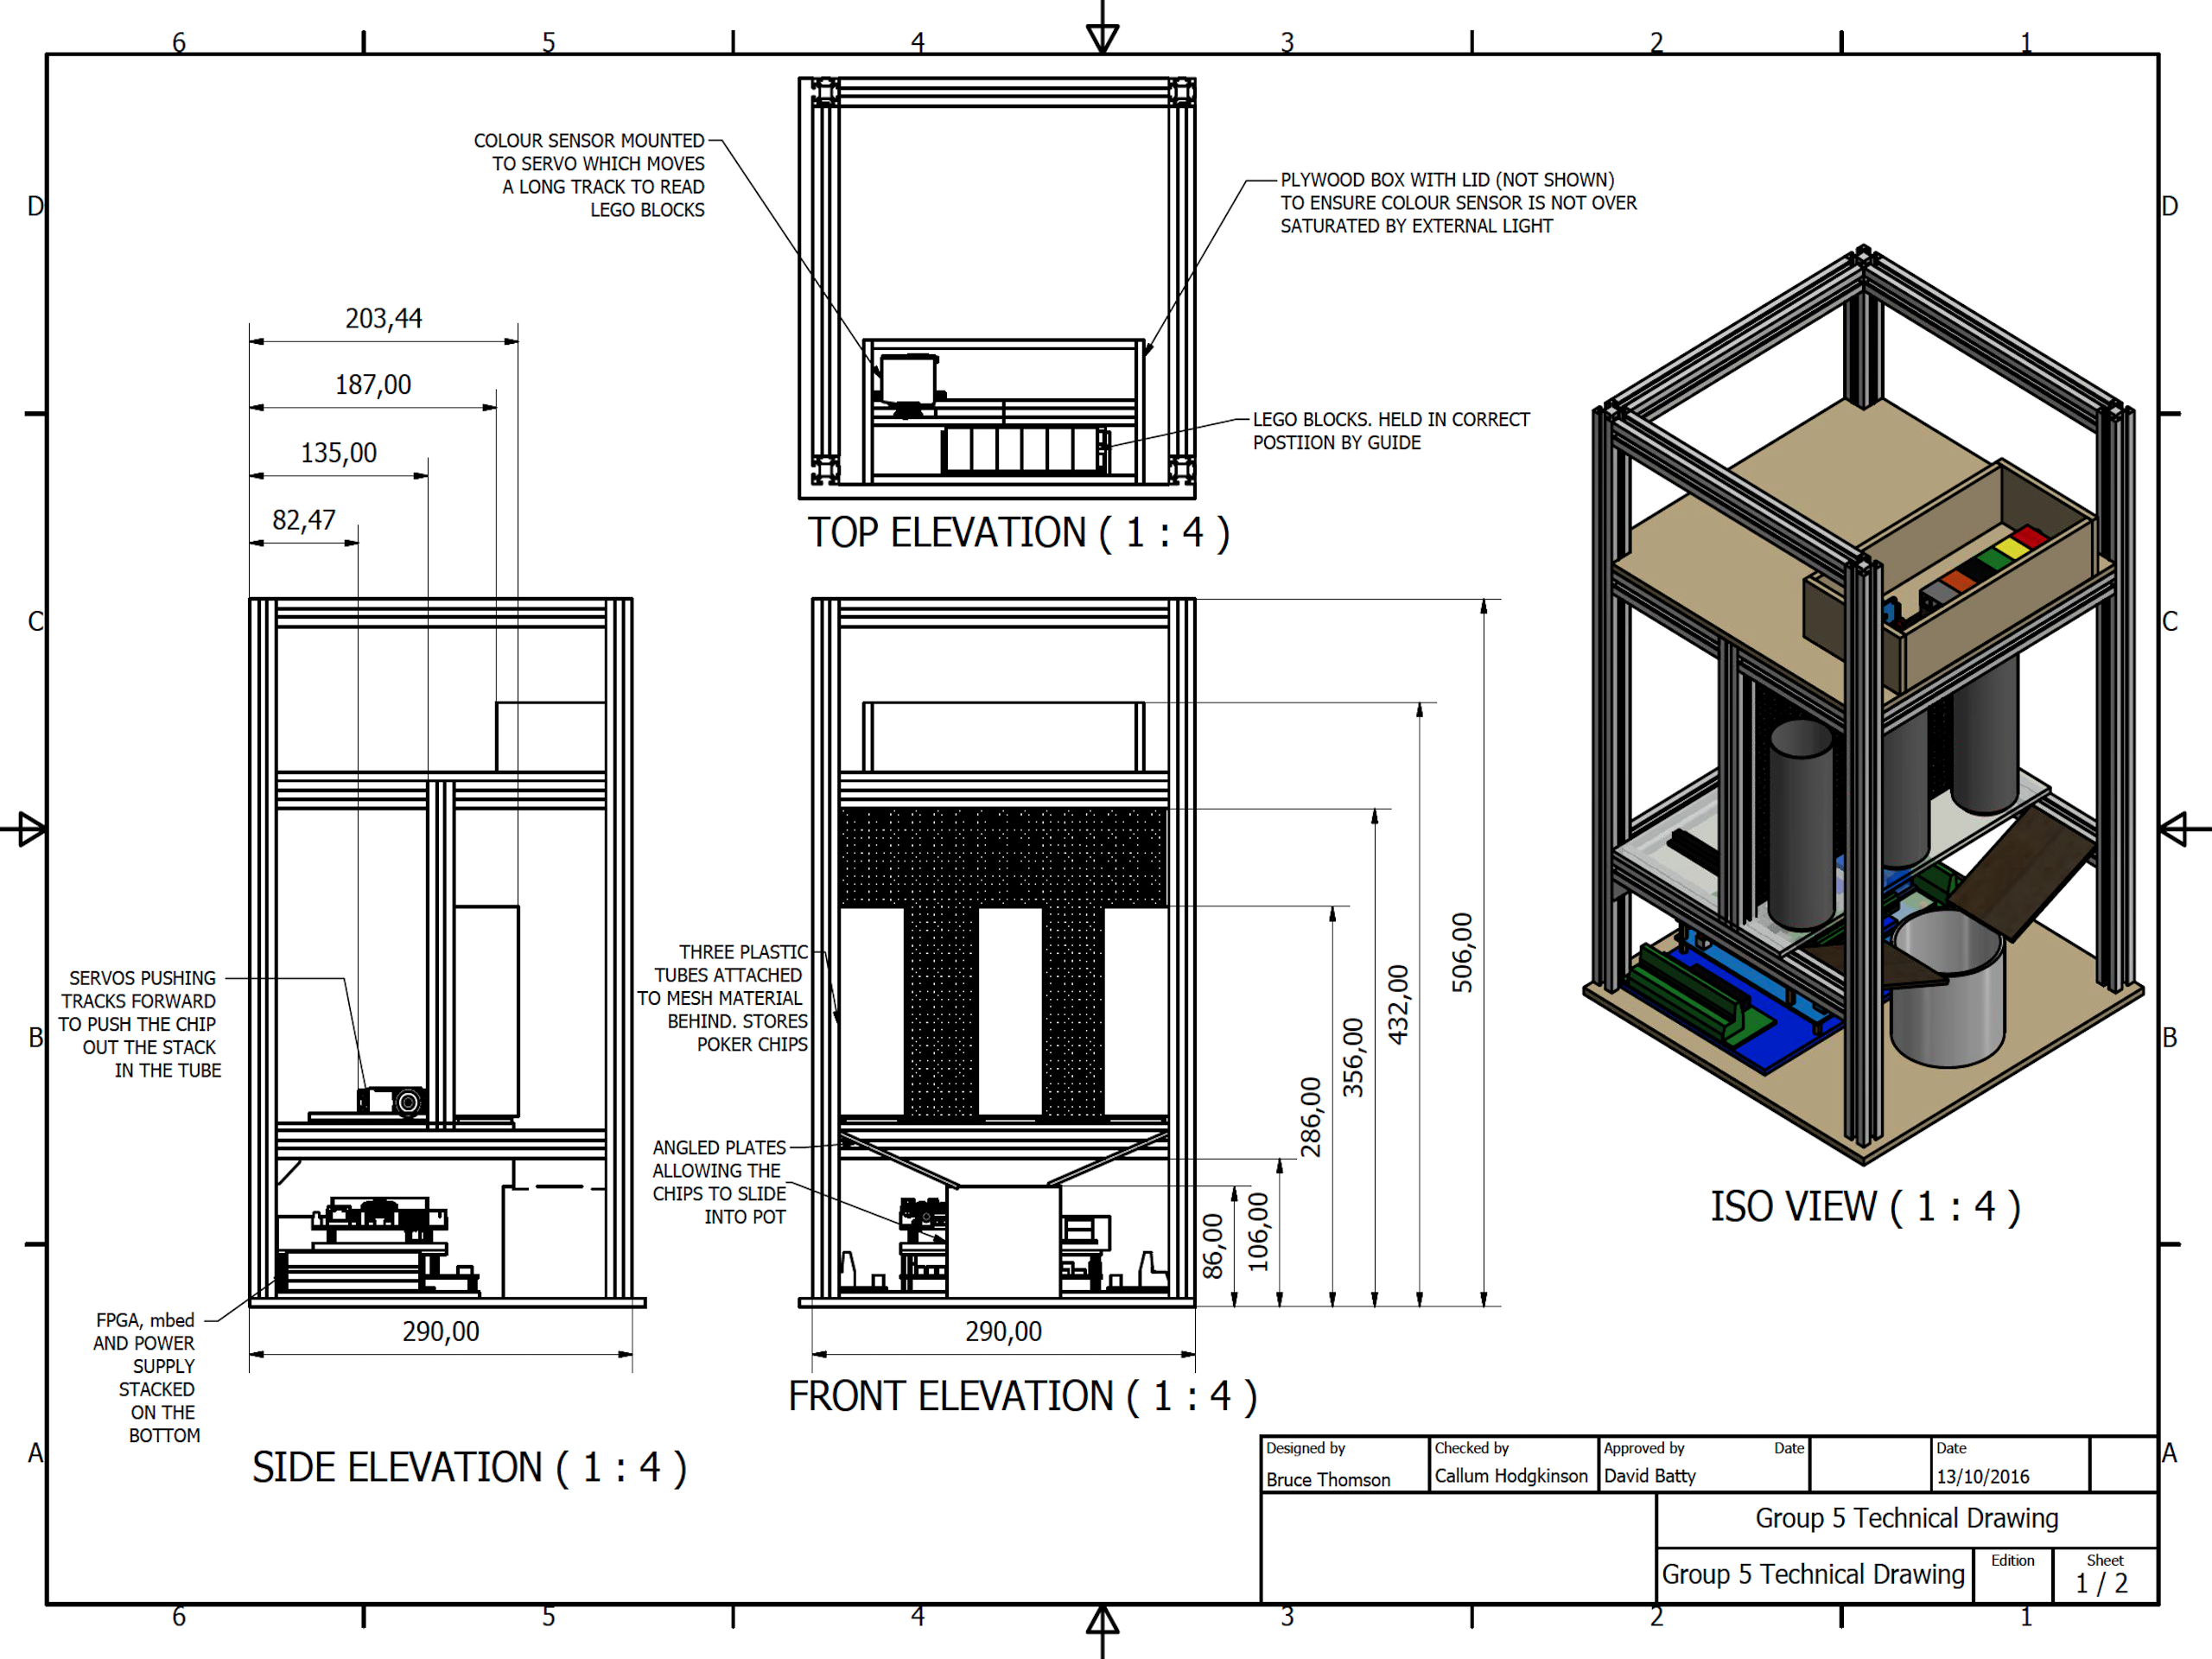 6 5 4 3 2 1
D
D
COLOUR SENSOR MOUNTED
TO SERVO WHICH MOVES
A LONG TRACK TO READ
LEGO BLOCKS
PLYWOOD BOX WITH LID (NOT SHOWN)
TO ENSURE COLOUR SENSOR IS NOT OVER
SATURATED BY EXTERNAL LIGHT
LEGO BLOCKS. HELD IN CORRECT
POSTIION BY GUIDE
TOP ELEVATION ( 1 : 4 )
203,44
187,00
135,00
82,47
C
C
SERVOS PUSHING
TRACKS FORWARD
TO PUSH THE CHIP
OUT THE STACK
IN THE TUBE
THREE PLASTIC
TUBES ATTACHED
TO MESH MATERIAL
BEHIND. STORES
POKER CHIPS
ANGLED PLATES
ALLOWING THE
CHIPS TO SLIDE
INTO POT
86,00
106,00
286,00
356,00
432,00
506,00
B
B
ISO VIEW ( 1 : 4 )
FPGA, mbed
AND POWER
SUPPLY
STACKED
ON THE
BOTTOM
290,00
290,00
FRONT ELEVATION ( 1 : 4 )
SIDE ELEVATION ( 1 : 4 )
A
A
Designed by
Bruce Thomson
Checked by
Callum Hodgkinson
Approved by
David Batty
Date
Date
13/10/2016
Group 5 Technical Drawing
Group 5 Technical Drawing
Edition
Sheet
1 / 2
6 5 4 3 2 1